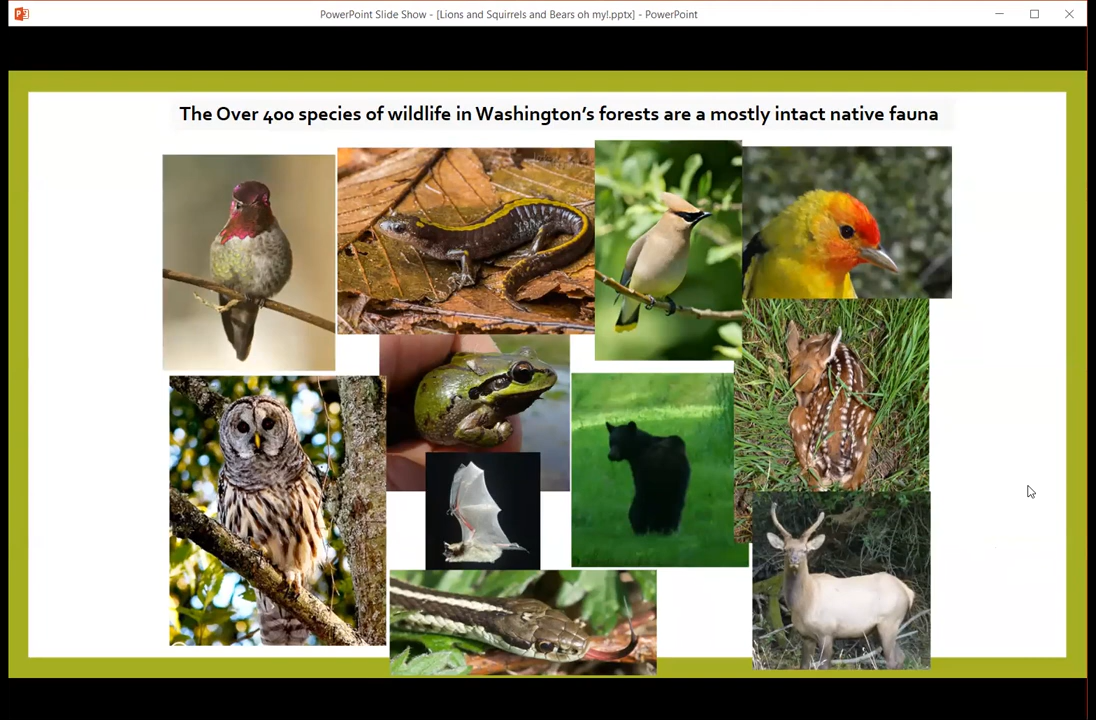 PowerPoint Slide Show - [Lions and Squirrels and Bears oh my!.pptx] - PowerPoint
The Over 400 species of wildlife in Washington's forests are a mostly intact native fauna